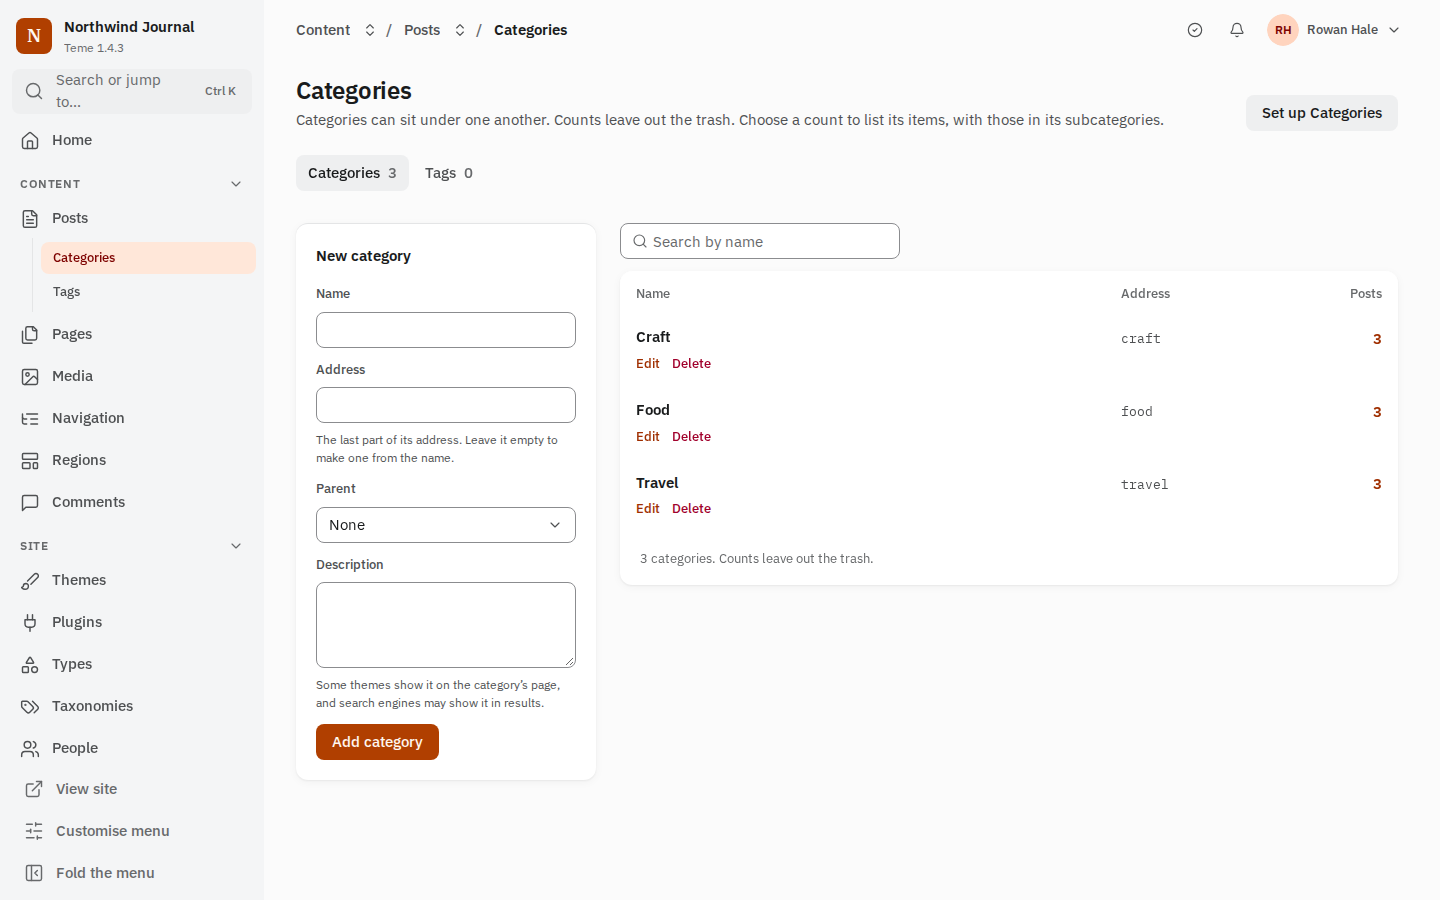 N
Northwind Journal
Teme 1.4.3
Search or jump to...
Ctrl K
Home
CONTENT
Posts
Categories
Tags
Pages
Media
Navigation
Regions
Comments
SITE
Themes
Plugins
Types
Taxonomies
People
View site
Customise menu
Fold the menu
Content / Posts / Categories
RH
Rowan Hale
Categories
Categories can sit under one another. Counts leave out the trash. Choose a count to list its items, with those in its subcategories.
Set up Categories
Categories 3
Tags 0
New category
Name
Address
The last part of its address. Leave it empty to
make one from the name.
Parent
None
Description
Some themes show it on the category's page,
and search engines may show it in results.
Add category
Search by name
Name Address Posts
Craft craft 3
Edit Delete
Food food 3
Edit Delete
Travel travel 3
Edit Delete
3 categories. Counts leave out the trash.